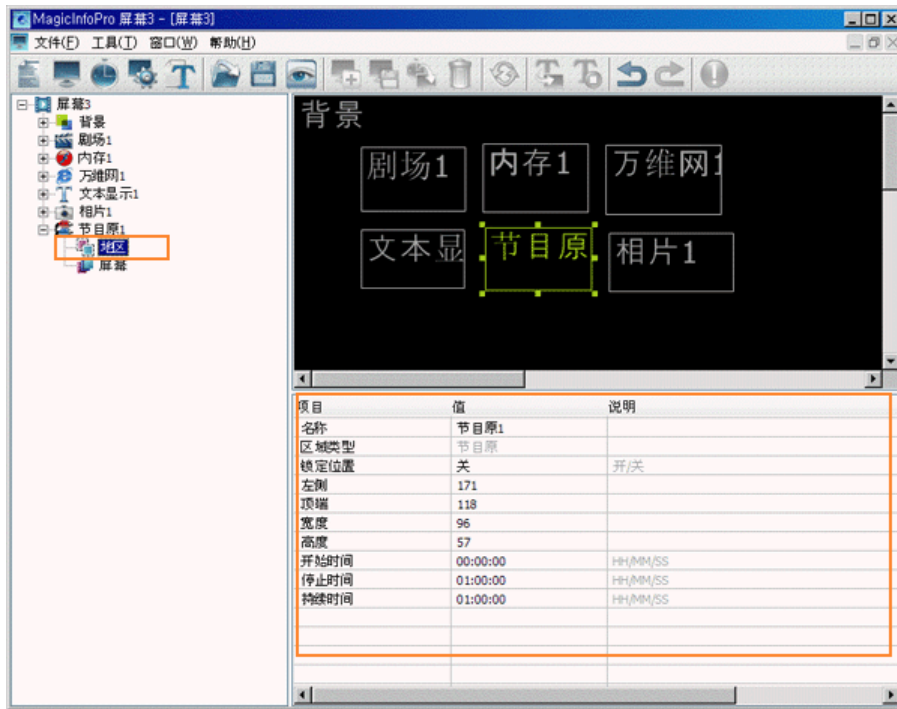 MagicInfoPro 屏幕3 - [屏幕3]
文件(F) 工具(T) 窗口(W) 帮助(H)
屏幕3
背景
剧场1
内存1
万维网1
文本显示1
相片1
节目原1
地区
屏幕
背景
剧场1 内存1 万维网1
文本显 节目原 相片1
项目 值 说明
名称 节目原1
区域类型 节目原
锁定位置 关 开/关
左侧 171
顶端 118
宽度 96
高度 57
开始时间 00:00:00 HH/MM/SS
停止时间 01:00:00 HH/MM/SS
持续时间 01:00:00 HH/MM/SS